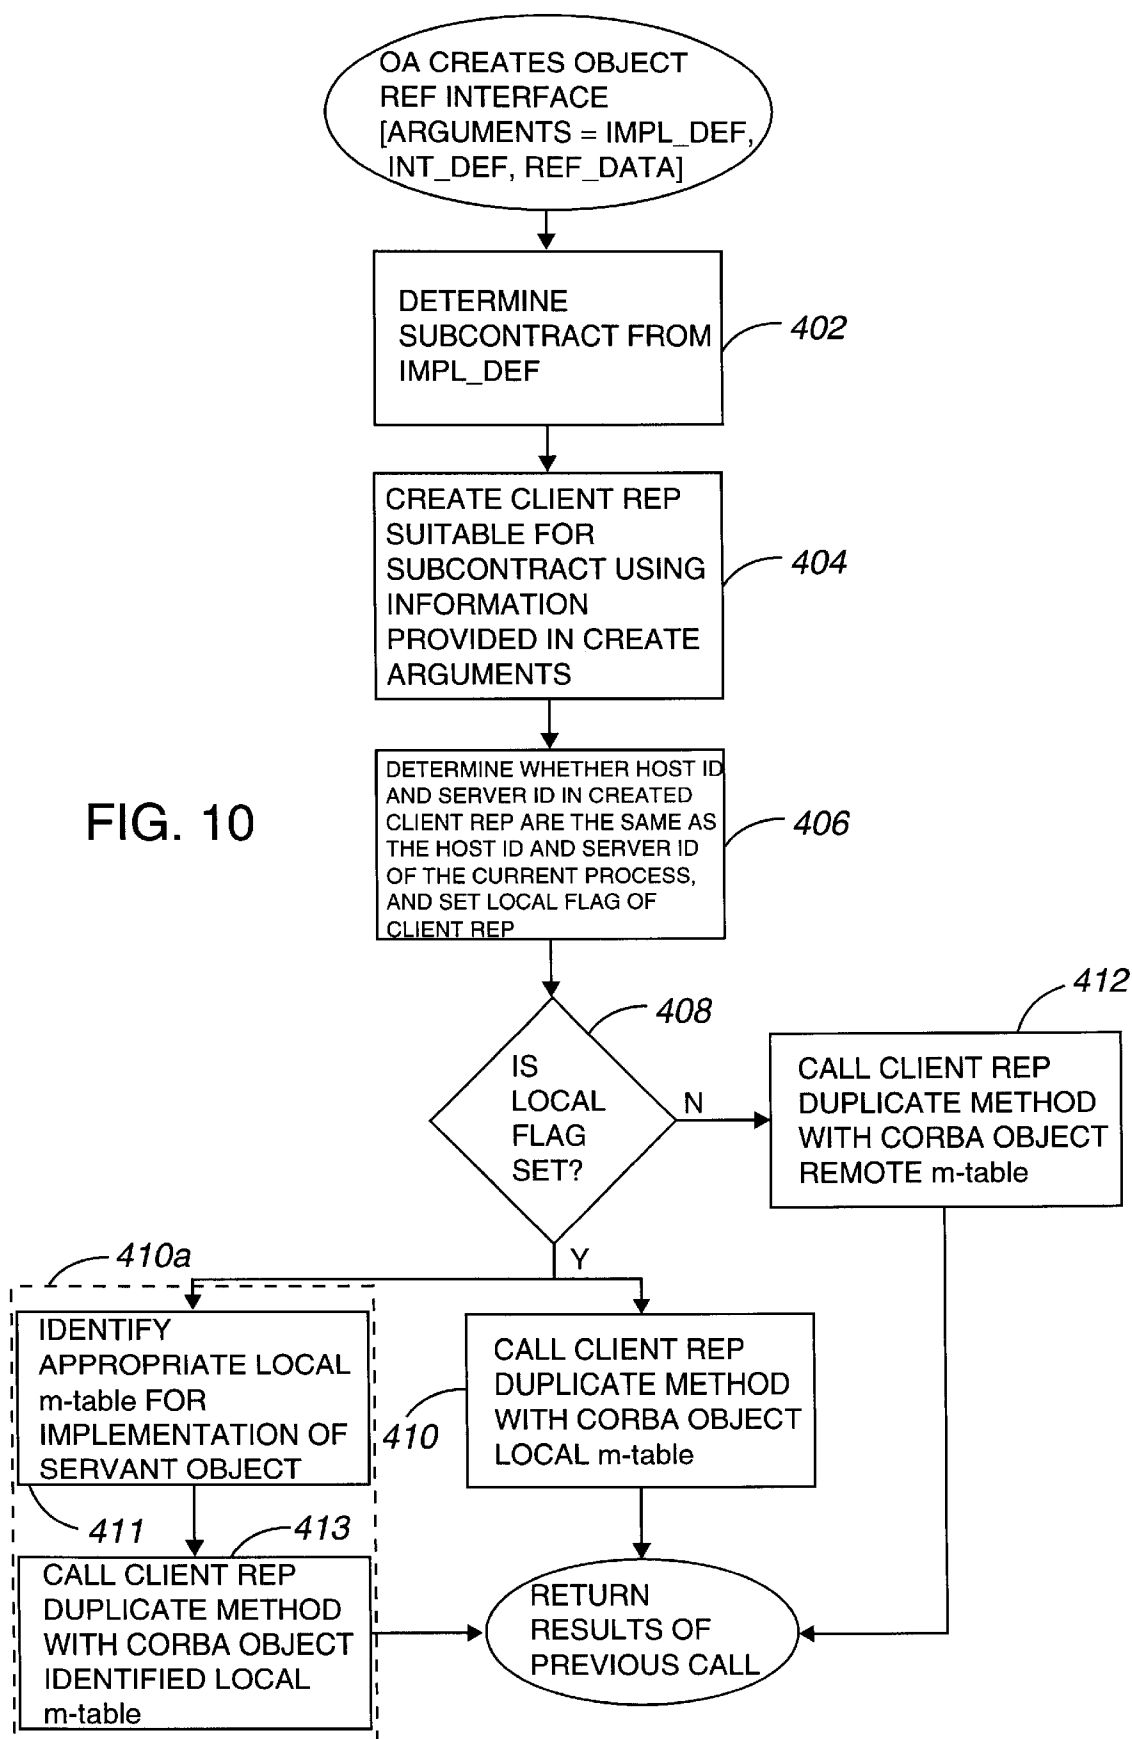 OA CREATES OBJECT
REF INTERFACE
[ARGUMENTS = IMPL_DEF,
INT_DEF, REF_DATA]
DETERMINE
SUBCONTRACT FROM
IMPL_DEF
402
CREATE CLIENT REP
SUITABLE FOR
SUBCONTRACT USING
INFORMATION
PROVIDED IN CREATE
ARGUMENTS
404
FIG. 10
DETERMINE WHETHER HOST ID
AND SERVER ID IN CREATED
CLIENT REP ARE THE SAME AS
THE HOST ID AND SERVER ID
OF THE CURRENT PROCESS,
AND SET LOCAL FLAG OF
CLIENT REP
406
IS
LOCAL
FLAG
SET?
408
N
412
CALL CLIENT REP
DUPLICATE METHOD
WITH CORBA OBJECT
REMOTE m-table
Y
410a
IDENTIFY
APPROPRIATE LOCAL
m-table FOR
IMPLEMENTATION OF
SERVANT OBJECT
411
CALL CLIENT REP
DUPLICATE METHOD
WITH CORBA OBJECT
LOCAL m-table
410
413
CALL CLIENT REP
DUPLICATE METHOD
WITH CORBA OBJECT
IDENTIFIED LOCAL
m-table
RETURN
RESULTS OF
PREVIOUS CALL